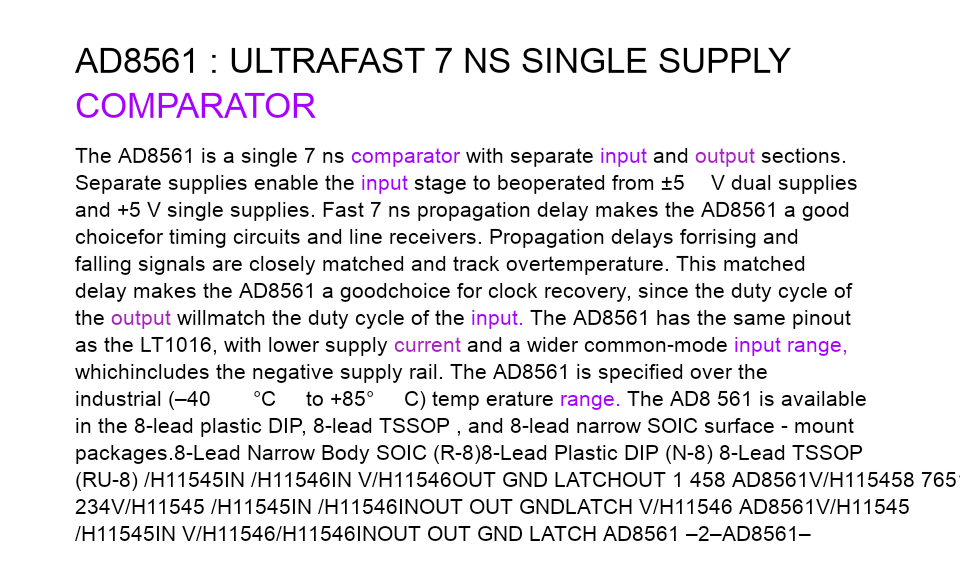 AD8561 : ULTRAFAST 7 NS SINGLE SUPPLY
COMPARATOR
The AD8561 is a single 7 ns comparator with separate input and output sections.
Separate supplies enable the input stage to beoperated from ±5 V dual supplies
and +5 V single supplies. Fast 7 ns propagation delay makes the AD8561 a good
choicefor timing circuits and line receivers. Propagation delays forrising and
falling signals are closely matched and track overtemperature. This matched
delay makes the AD8561 a goodchoice for clock recovery, since the duty cycle of
the output willmatch the duty cycle of the input. The AD8561 has the same pinout
as the LT1016, with lower supply current and a wider common-mode input range,
whichincludes the negative supply rail. The AD8561 is specified over the
industrial (–40 °C to +85° C) temp erature range. The AD8 561 is available
in the 8-lead plastic DIP, 8-lead TSSOP , and 8-lead narrow SOIC surface - mount
packages.8-Lead Narrow Body SOIC (R-8)8-Lead Plastic DIP (N-8) 8-Lead TSSOP
(RU-8) /H11545IN /H11546IN V/H11546OUT GND LATCHOUT 1 458 AD8561V/H115458 765
234V/H11545 /H11545IN /H11546INOUT OUT GNDLATCH V/H11546 AD8561V/H11545
/H11545IN V/H11546/H11546INOUT OUT GND LATCH AD8561 –2–AD8561–